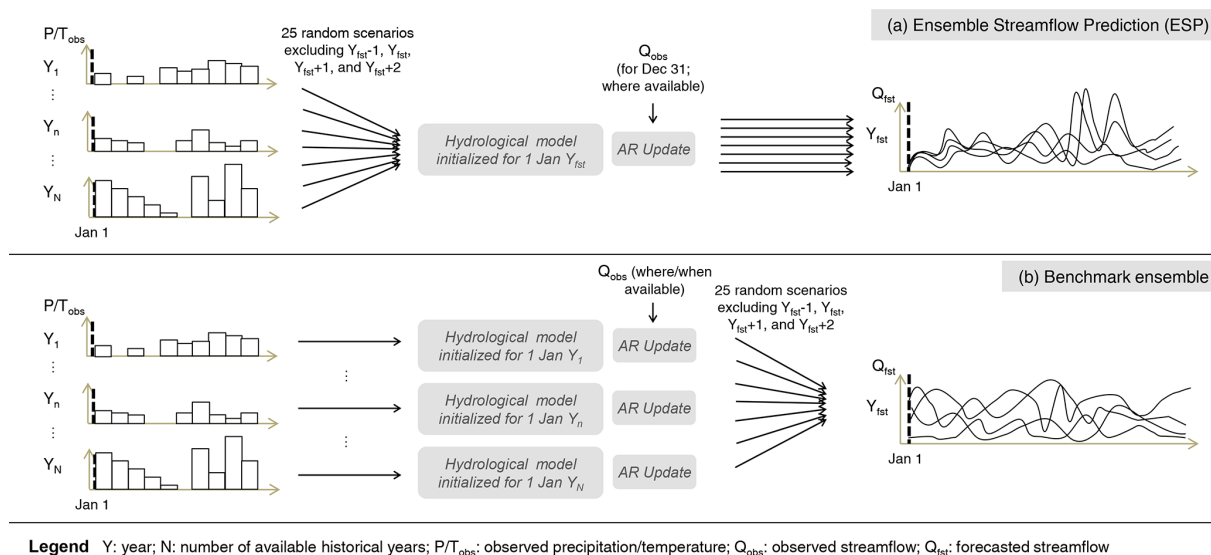 (a) Ensemble Streamflow Prediction (ESP)
P/T_obs
25 random scenarios
excluding Y_fst-1, Y_fst,
Y_fst+1, and Y_fst+2
Q_obs
(for Dec 31;
where available)
Y_1
⋮
Y_n
⋮
Y_N
Jan 1
Hydrological model
initialized for 1 Jan Y_fst
AR Update
Q_fst
Y_fst
Jan 1
(b) Benchmark ensemble
P/T_obs
Q_obs (where/when
available)
25 random scenarios
excluding Y_fst-1, Y_fst,
Y_fst+1, and Y_fst+2
Y_1
⋮
Y_n
⋮
Y_N
Jan 1
Hydrological model
initialized for 1 Jan Y_1
AR Update
⋮
Hydrological model
initialized for 1 Jan Y_n
AR Update
⋮
Hydrological model
initialized for 1 Jan Y_N
AR Update
Q_fst
Y_fst
Jan 1
Legend Y: year; N: number of available historical years; P/T_obs: observed precipitation/temperature; Q_obs: observed streamflow; Q_fst: forecasted streamflow